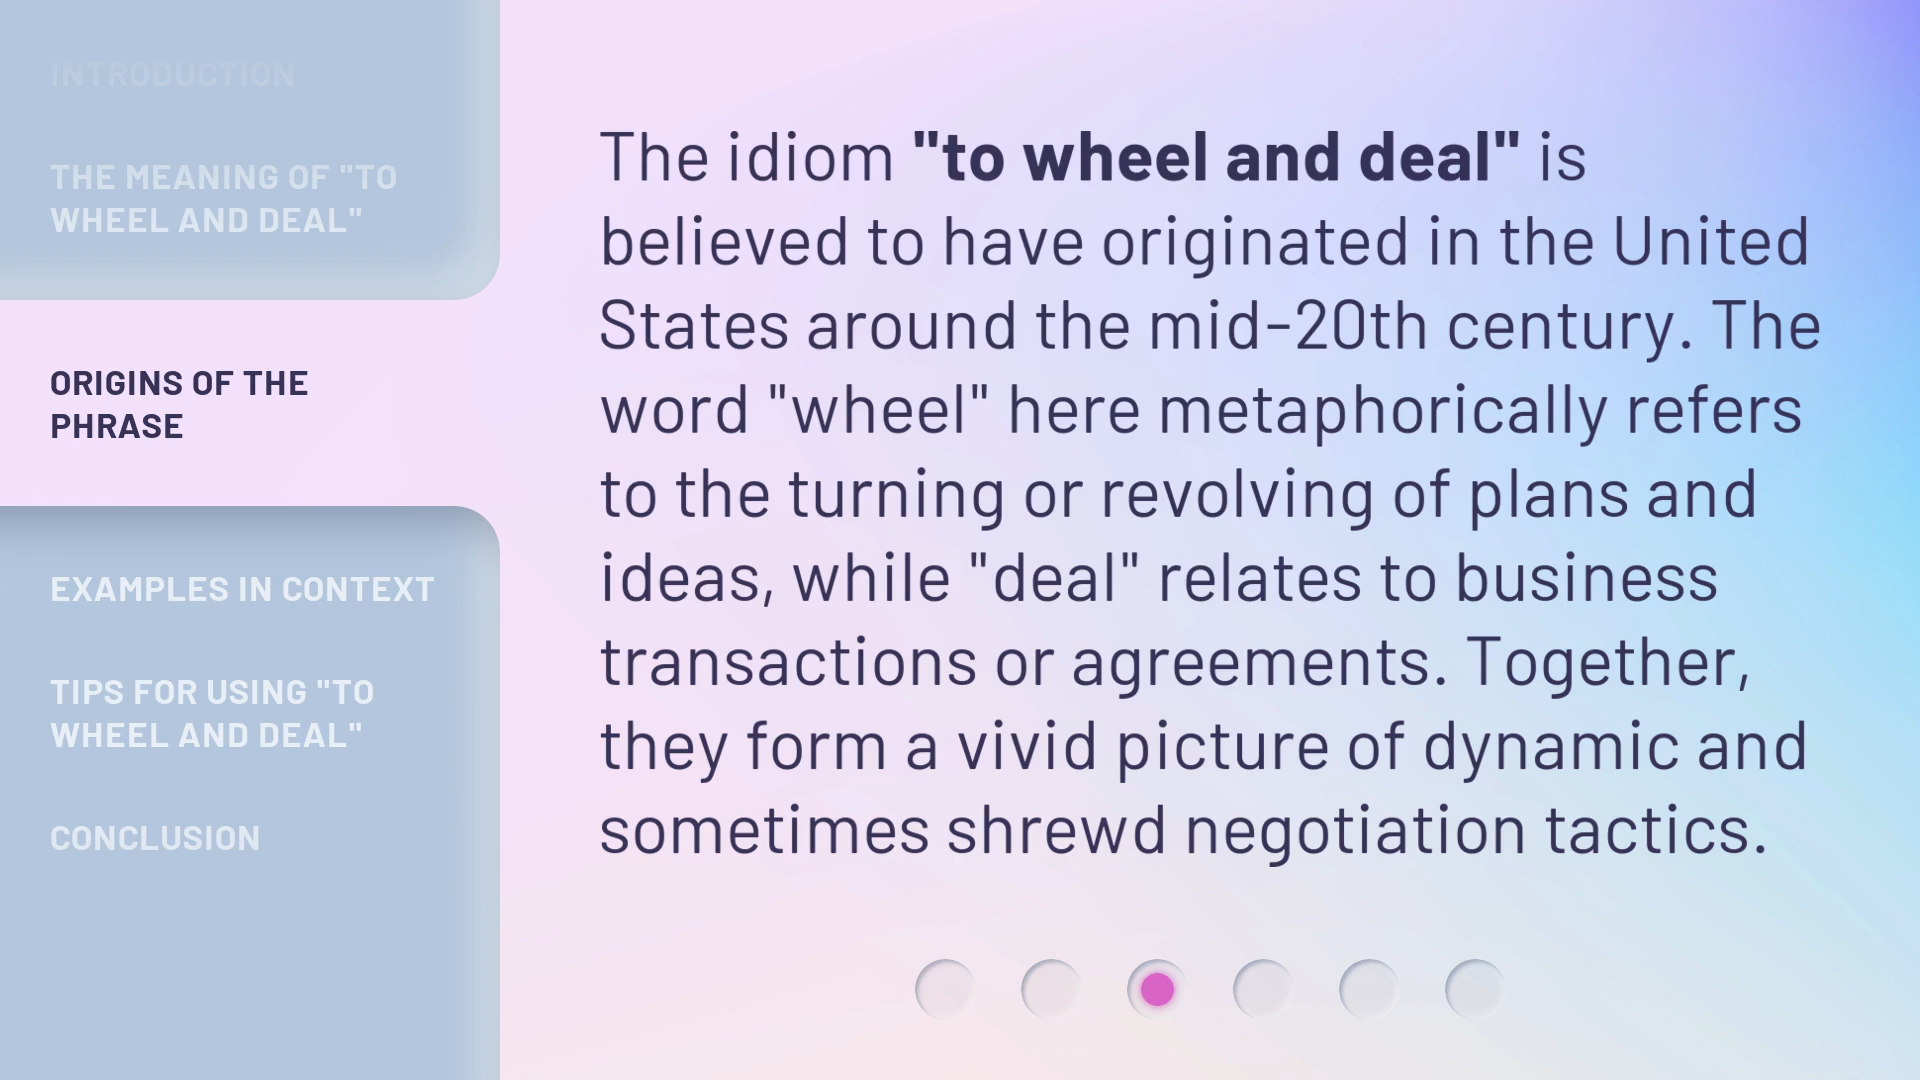 INTRODUCTION
THE MEANING OF "TO
WHEEL AND DEAL"
ORIGINS OF THE
PHRASE
EXAMPLES IN CONTEXT
TIPS FOR USING "TO
WHEEL AND DEAL"
CONCLUSION
The idiom "to wheel and deal" is
believed to have originated in the United
States around the mid-20th century. The
word "wheel" here metaphorically refers
to the turning or revolving of plans and
ideas, while "deal" relates to business
transactions or agreements. Together,
they form a vivid picture of dynamic and
sometimes shrewd negotiation tactics.